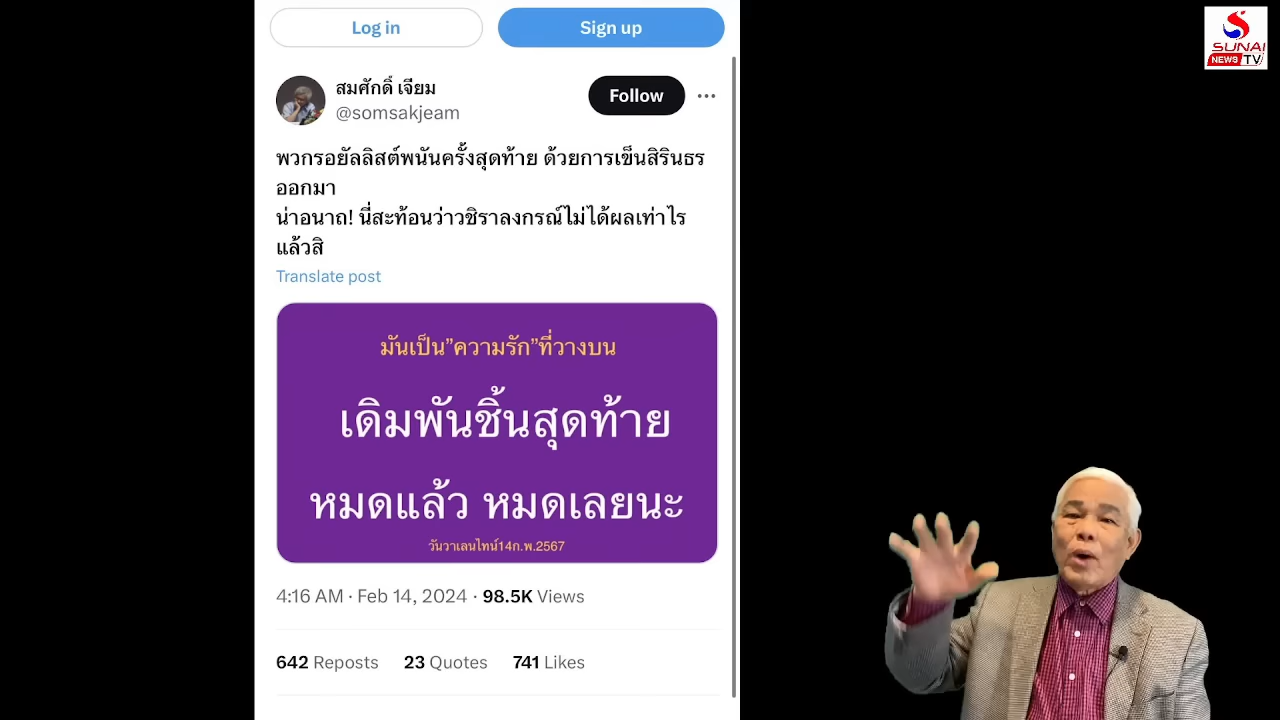 Log in
Sign up
SUNAI
NEWS TV
สมศักดิ์ เจียม
@somsakjeam
Follow
พวกรอยัลลิสต์พนันครั้งสุดท้าย ด้วยการเข็นสิรินธร
ออกมา
น่าอนาถ! นี่สะท้อนว่าวชิราลงกรณ์ไม่ได้ผลเท่าไร
แล้วสิ
Translate post
มันเป็น”ความรัก”ที่วางบน
เดิมพันชิ้นสุดท้าย
หมดแล้ว หมดเลยนะ
วันวาเลนไทน์14ก.พ.2567
4:16 AM · Feb 14, 2024 · 98.5K Views
642 Reposts 23 Quotes 741 Likes